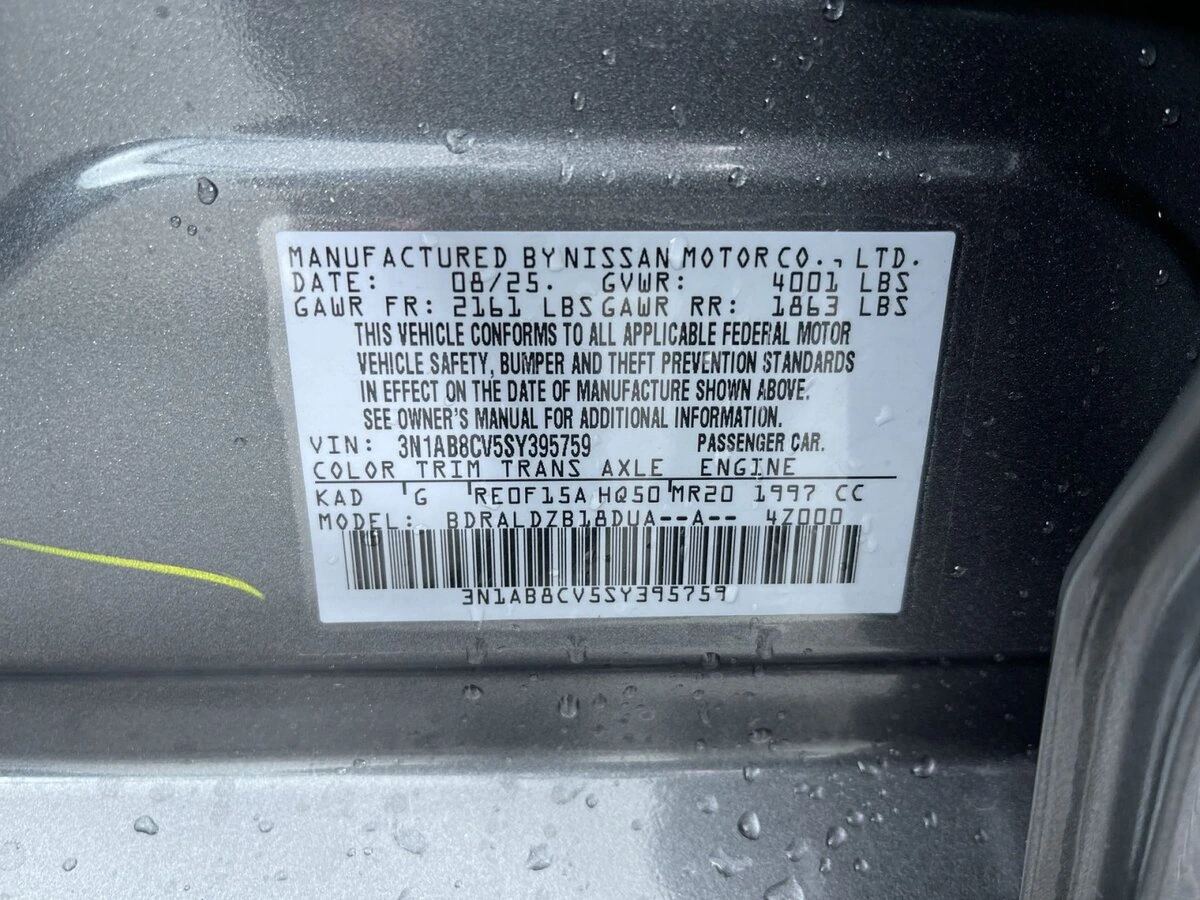 MANUFACTURED BY NISSAN MOTOR CO., LTD.
DATE: 08/25. GVWR: 4001 LBS
GAWR FR: 2161 LBS GAWR RR: 1863 LBS
THIS VEHICLE CONFORMS TO ALL APPLICABLE FEDERAL MOTOR
VEHICLE SAFETY, BUMPER AND THEFT PREVENTION STANDARDS
IN EFFECT ON THE DATE OF MANUFACTURE SHOWN ABOVE.
SEE OWNER'S MANUAL FOR ADDITIONAL INFORMATION.
VIN: 3N1AB8CV5SY395759 PASSENGER CAR.
COLOR TRIM TRANS AXLE ENGINE
KAD G RE0F15A HQ50 MR20 1997 CC
MODEL: BDRALDZB18DUA--A-- 4Z000
3N1AB8CV5SY395759